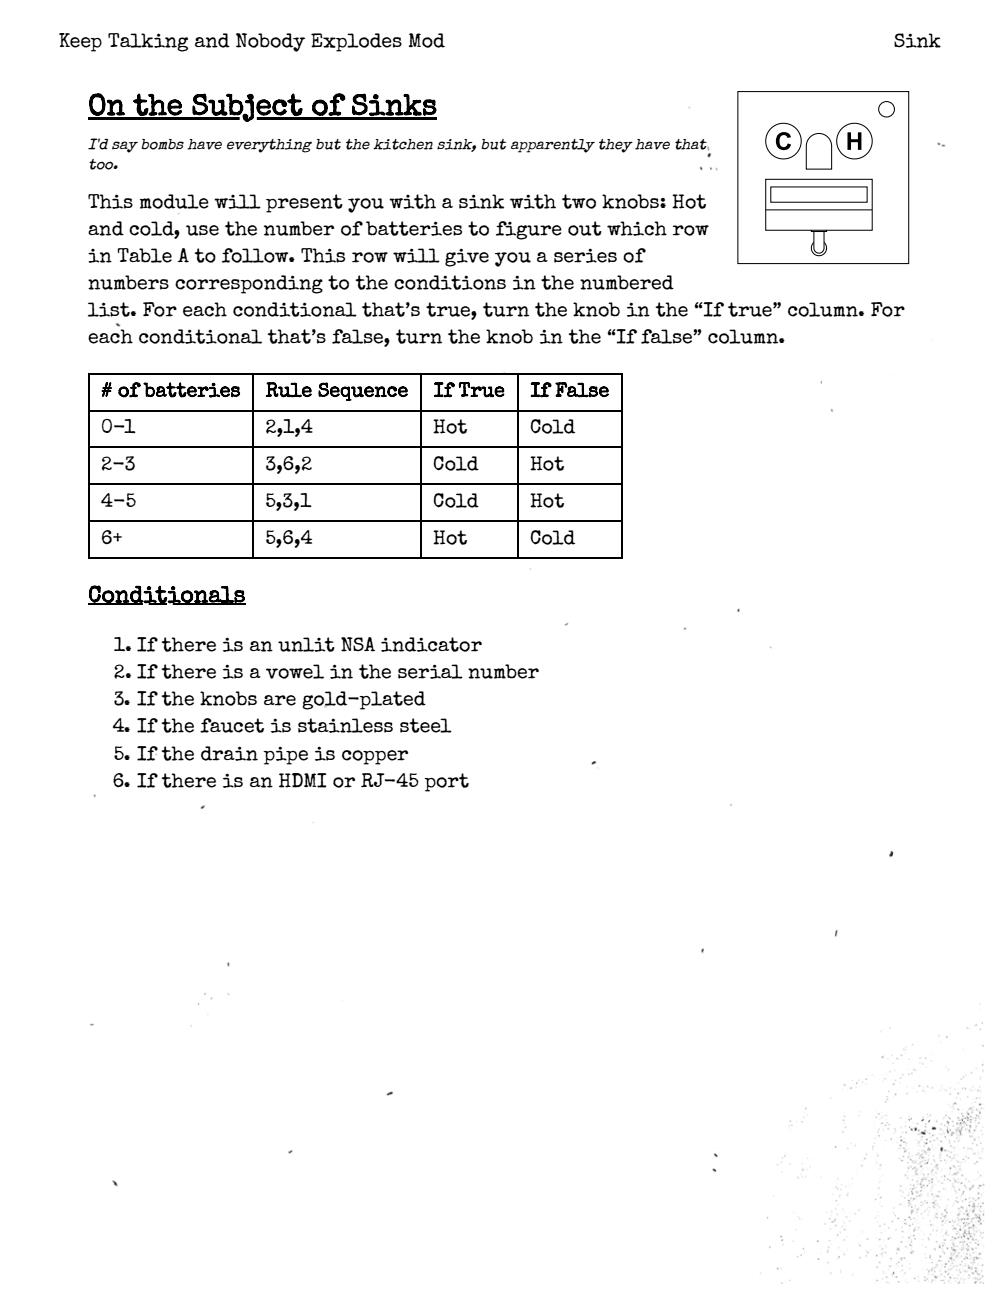 Keep Talking and Nobody Explodes Mod Sink
On the Subject of Sinks
I'd say bombs have everything but the kitchen sink, but apparently they have that
too.
C H
This module will present you with a sink with two knobs: Hot
and cold, use the number of batteries to figure out which row
in Table A to follow. This row will give you a series of
numbers corresponding to the conditions in the numbered
list. For each conditional that's true, turn the knob in the “If true” column. For
each conditional that's false, turn the knob in the “If false” column.
# of batteries Rule Sequence If True If False
0-1 2,1,4 Hot Cold
2-3 3,6,2 Cold Hot
4-5 5,3,1 Cold Hot
6+ 5,6,4 Hot Cold
Conditionals
1. If there is an unlit NSA indicator
2. If there is a vowel in the serial number
3. If the knobs are gold-plated
4. If the faucet is stainless steel
5. If the drain pipe is copper
6. If there is an HDMI or RJ-45 port